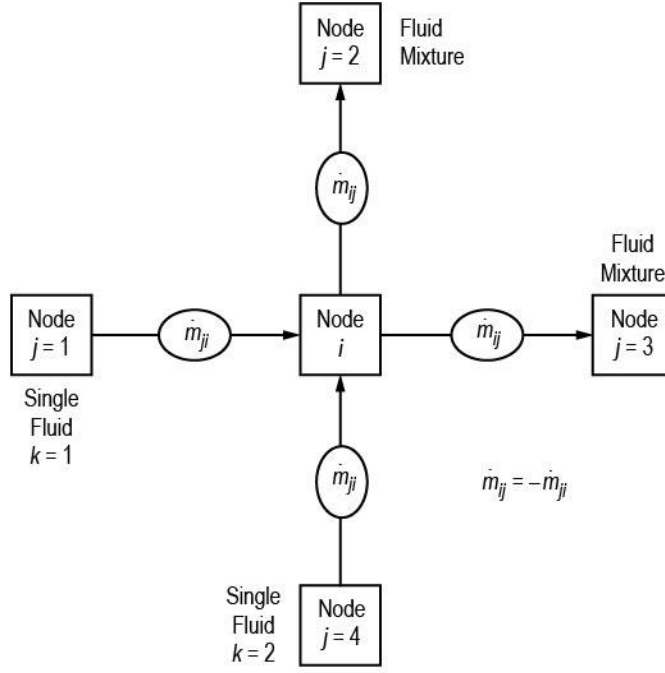 Node
j = 2
Fluid
Mixture
ṁij
Fluid
Mixture
Node
j = 1
ṁji
Node
i
ṁij
Node
j = 3
Single
Fluid
k = 1
ṁji
ṁij = –ṁji
Single
Fluid
k = 2
Node
j = 4